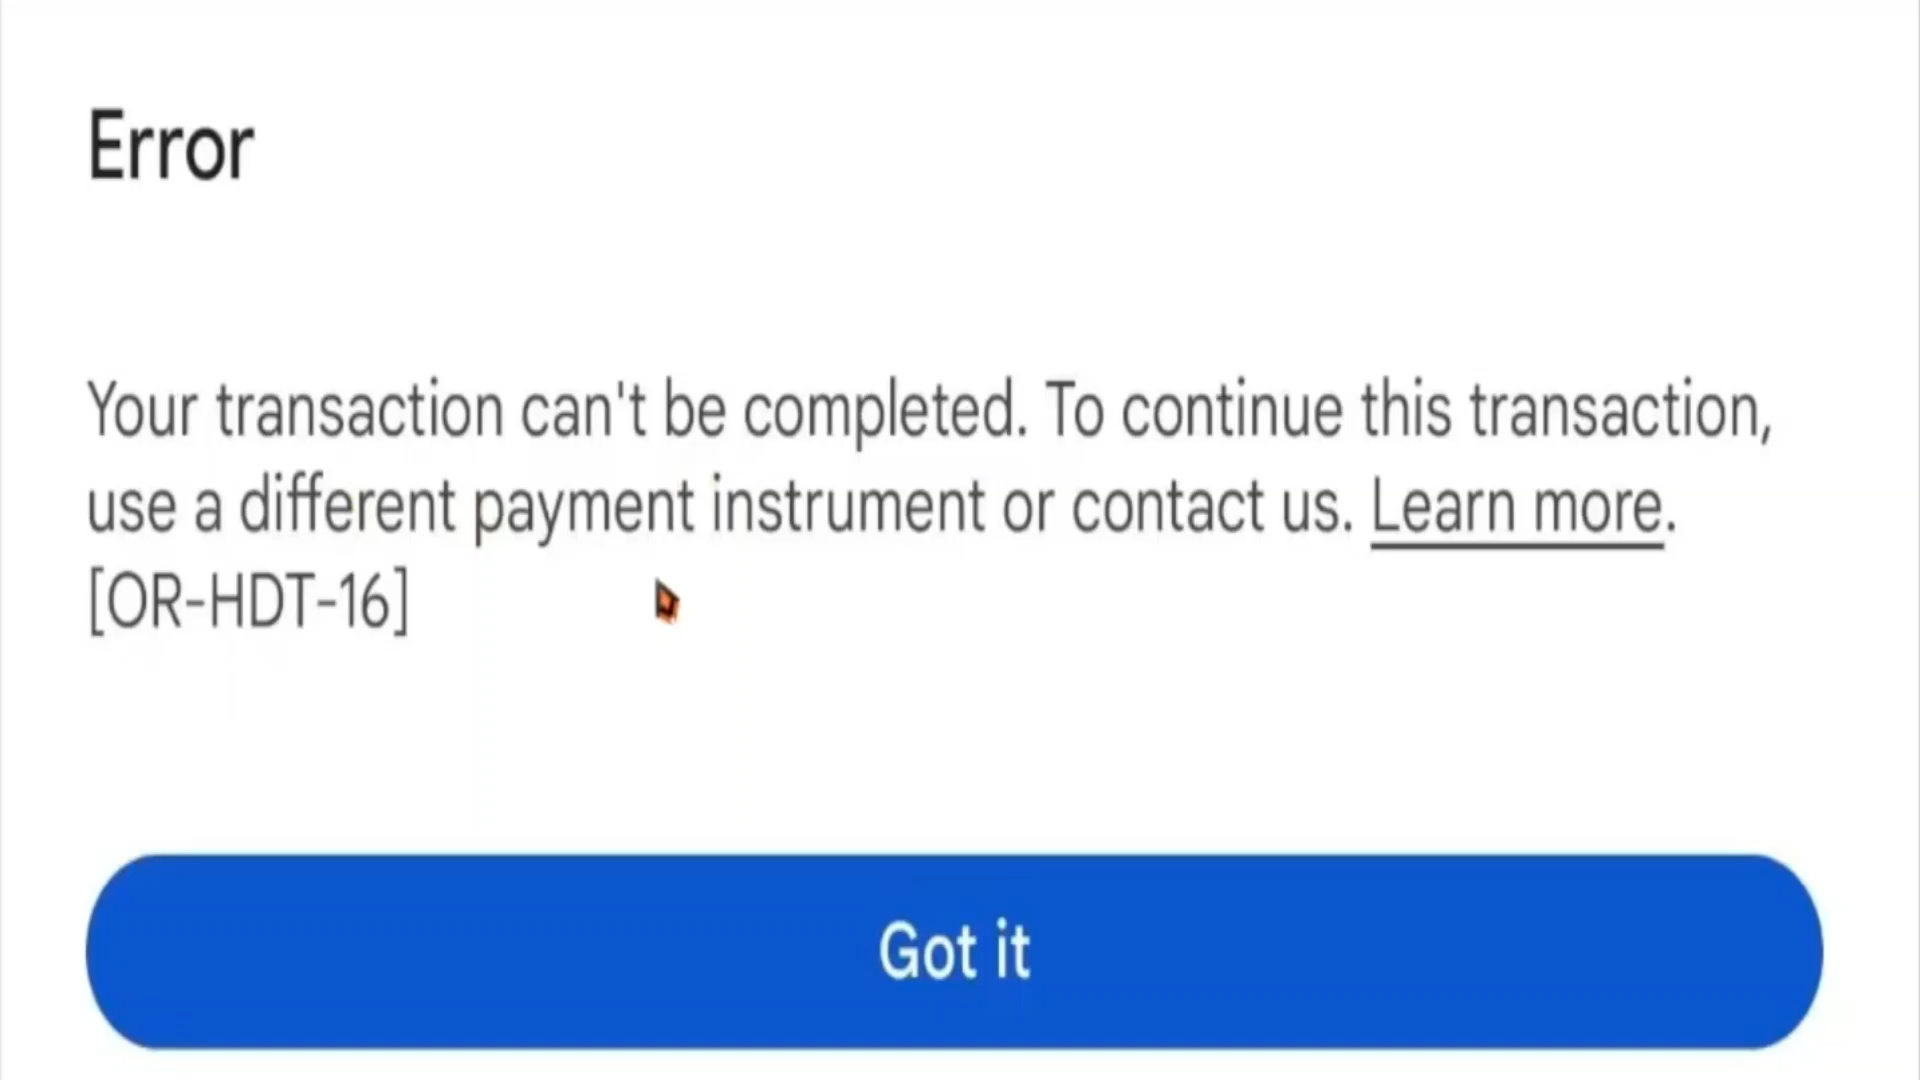 Error
Your transaction can't be completed. To continue this transaction,
use a different payment instrument or contact us. Learn more.
[OR-HDT-16]
Got it